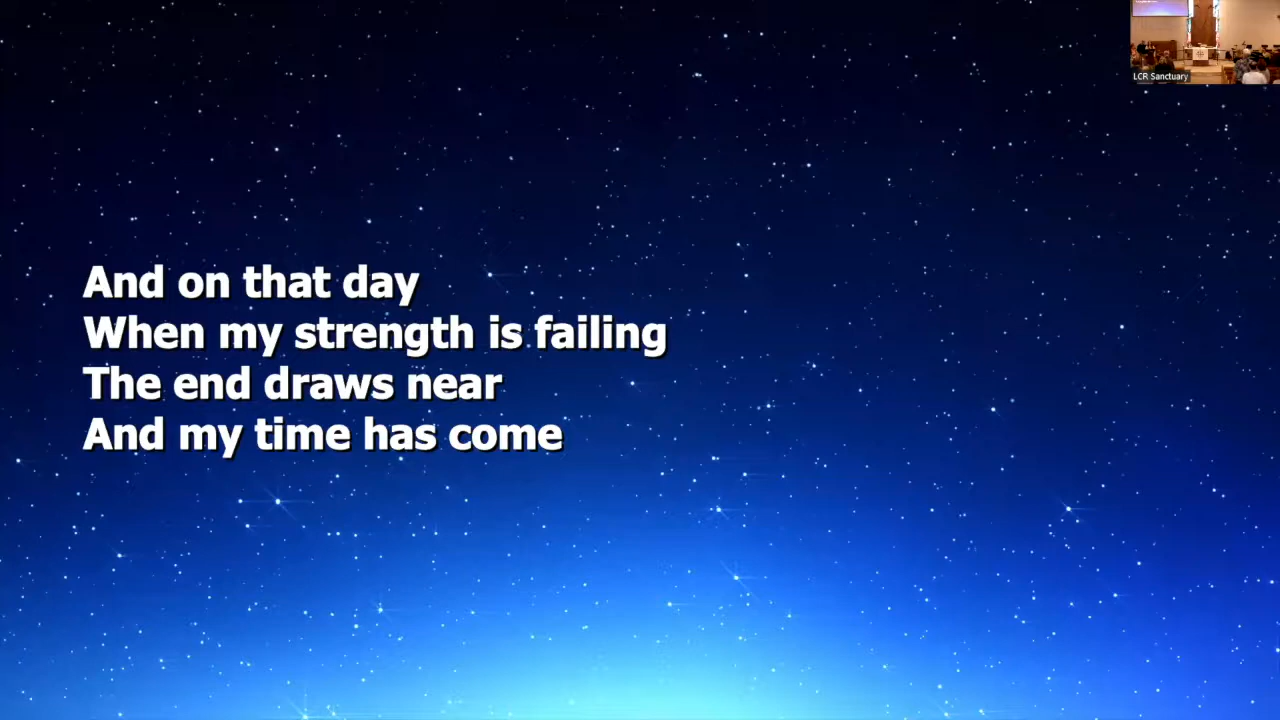 LCR Sanctuary
And on that day
When my strength is failing
The end draws near
And my time has come